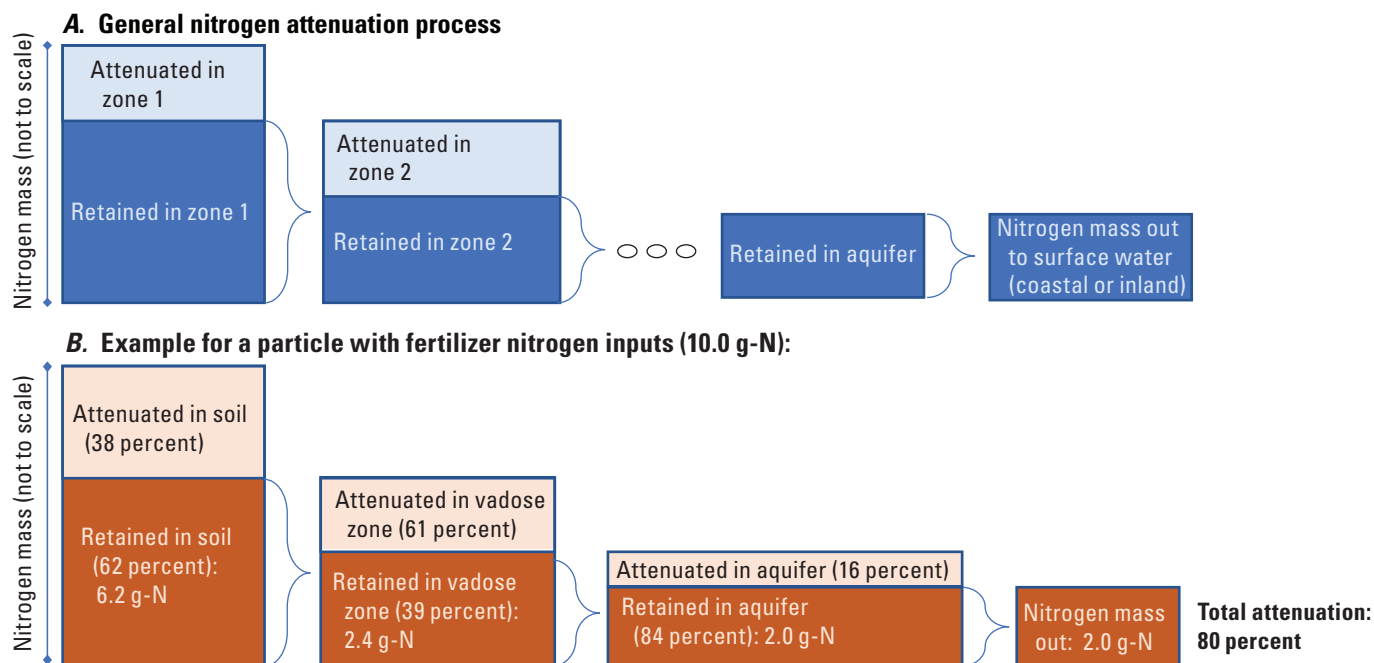 A. General nitrogen attenuation process
Nitrogen mass (not to scale)
Attenuated in
zone 1
Retained in zone 1
Attenuated in
zone 2
Retained in zone 2
Retained in aquifer
Nitrogen mass out
to surface water
(coastal or inland)
B. Example for a particle with fertilizer nitrogen inputs (10.0 g-N):
Nitrogen mass (not to scale)
Attenuated in soil
(38 percent)
Retained in soil
(62 percent):
6.2 g-N
Attenuated in vadose
zone (61 percent)
Retained in vadose
zone (39 percent):
2.4 g-N
Attenuated in aquifer (16 percent)
Retained in aquifer
(84 percent): 2.0 g-N
Nitrogen mass
out: 2.0 g-N
Total attenuation:
80 percent